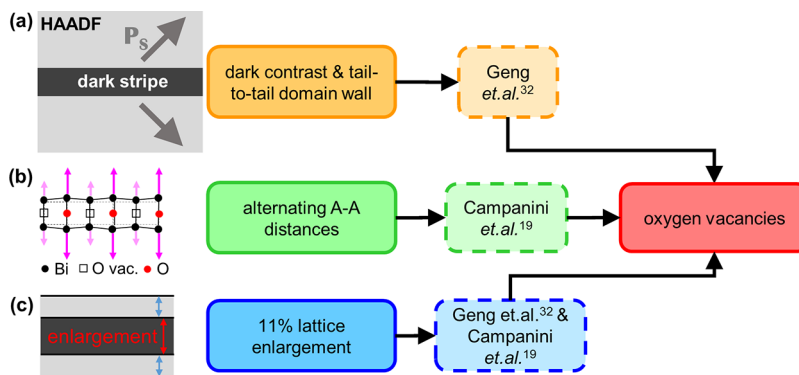 (a)
HAADF
Ps
dark stripe
dark contrast & tail-
to-tail domain wall
Geng
et.al.32
(b)
Bi
O vac.
O
alternating A-A
distances
Campanini
et.al.19
oxygen vacancies
(c)
enlargement
11% lattice
enlargement
Geng et.al.32 &
Campanini
et.al.19